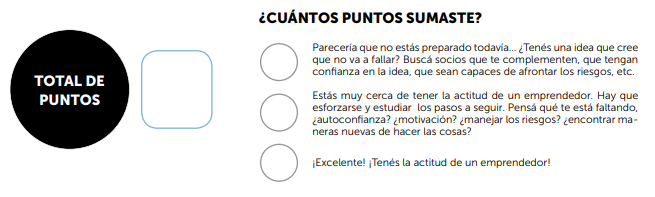 ¿CUÁNTOS PUNTOS SUMASTE?
TOTAL DE
PUNTOS
Parecería que no estás preparado todavía... ¿Tenés una idea que cree
que no va a fallar? Buscá socios que te complementen, que tengan
confianza en la idea, que sean capaces de afrontar los riesgos, etc.
Estás muy cerca de tener la actitud de un emprendedor. Hay que
esforzarse y estudiar los pasos a seguir. Pensá qué te está faltando,
¿autoconfianza? ¿motivación? ¿manejar los riesgos? ¿encontrar ma-
neras nuevas de hacer las cosas?
¡Excelente! ¡Tenés la actitud de un emprendedor!